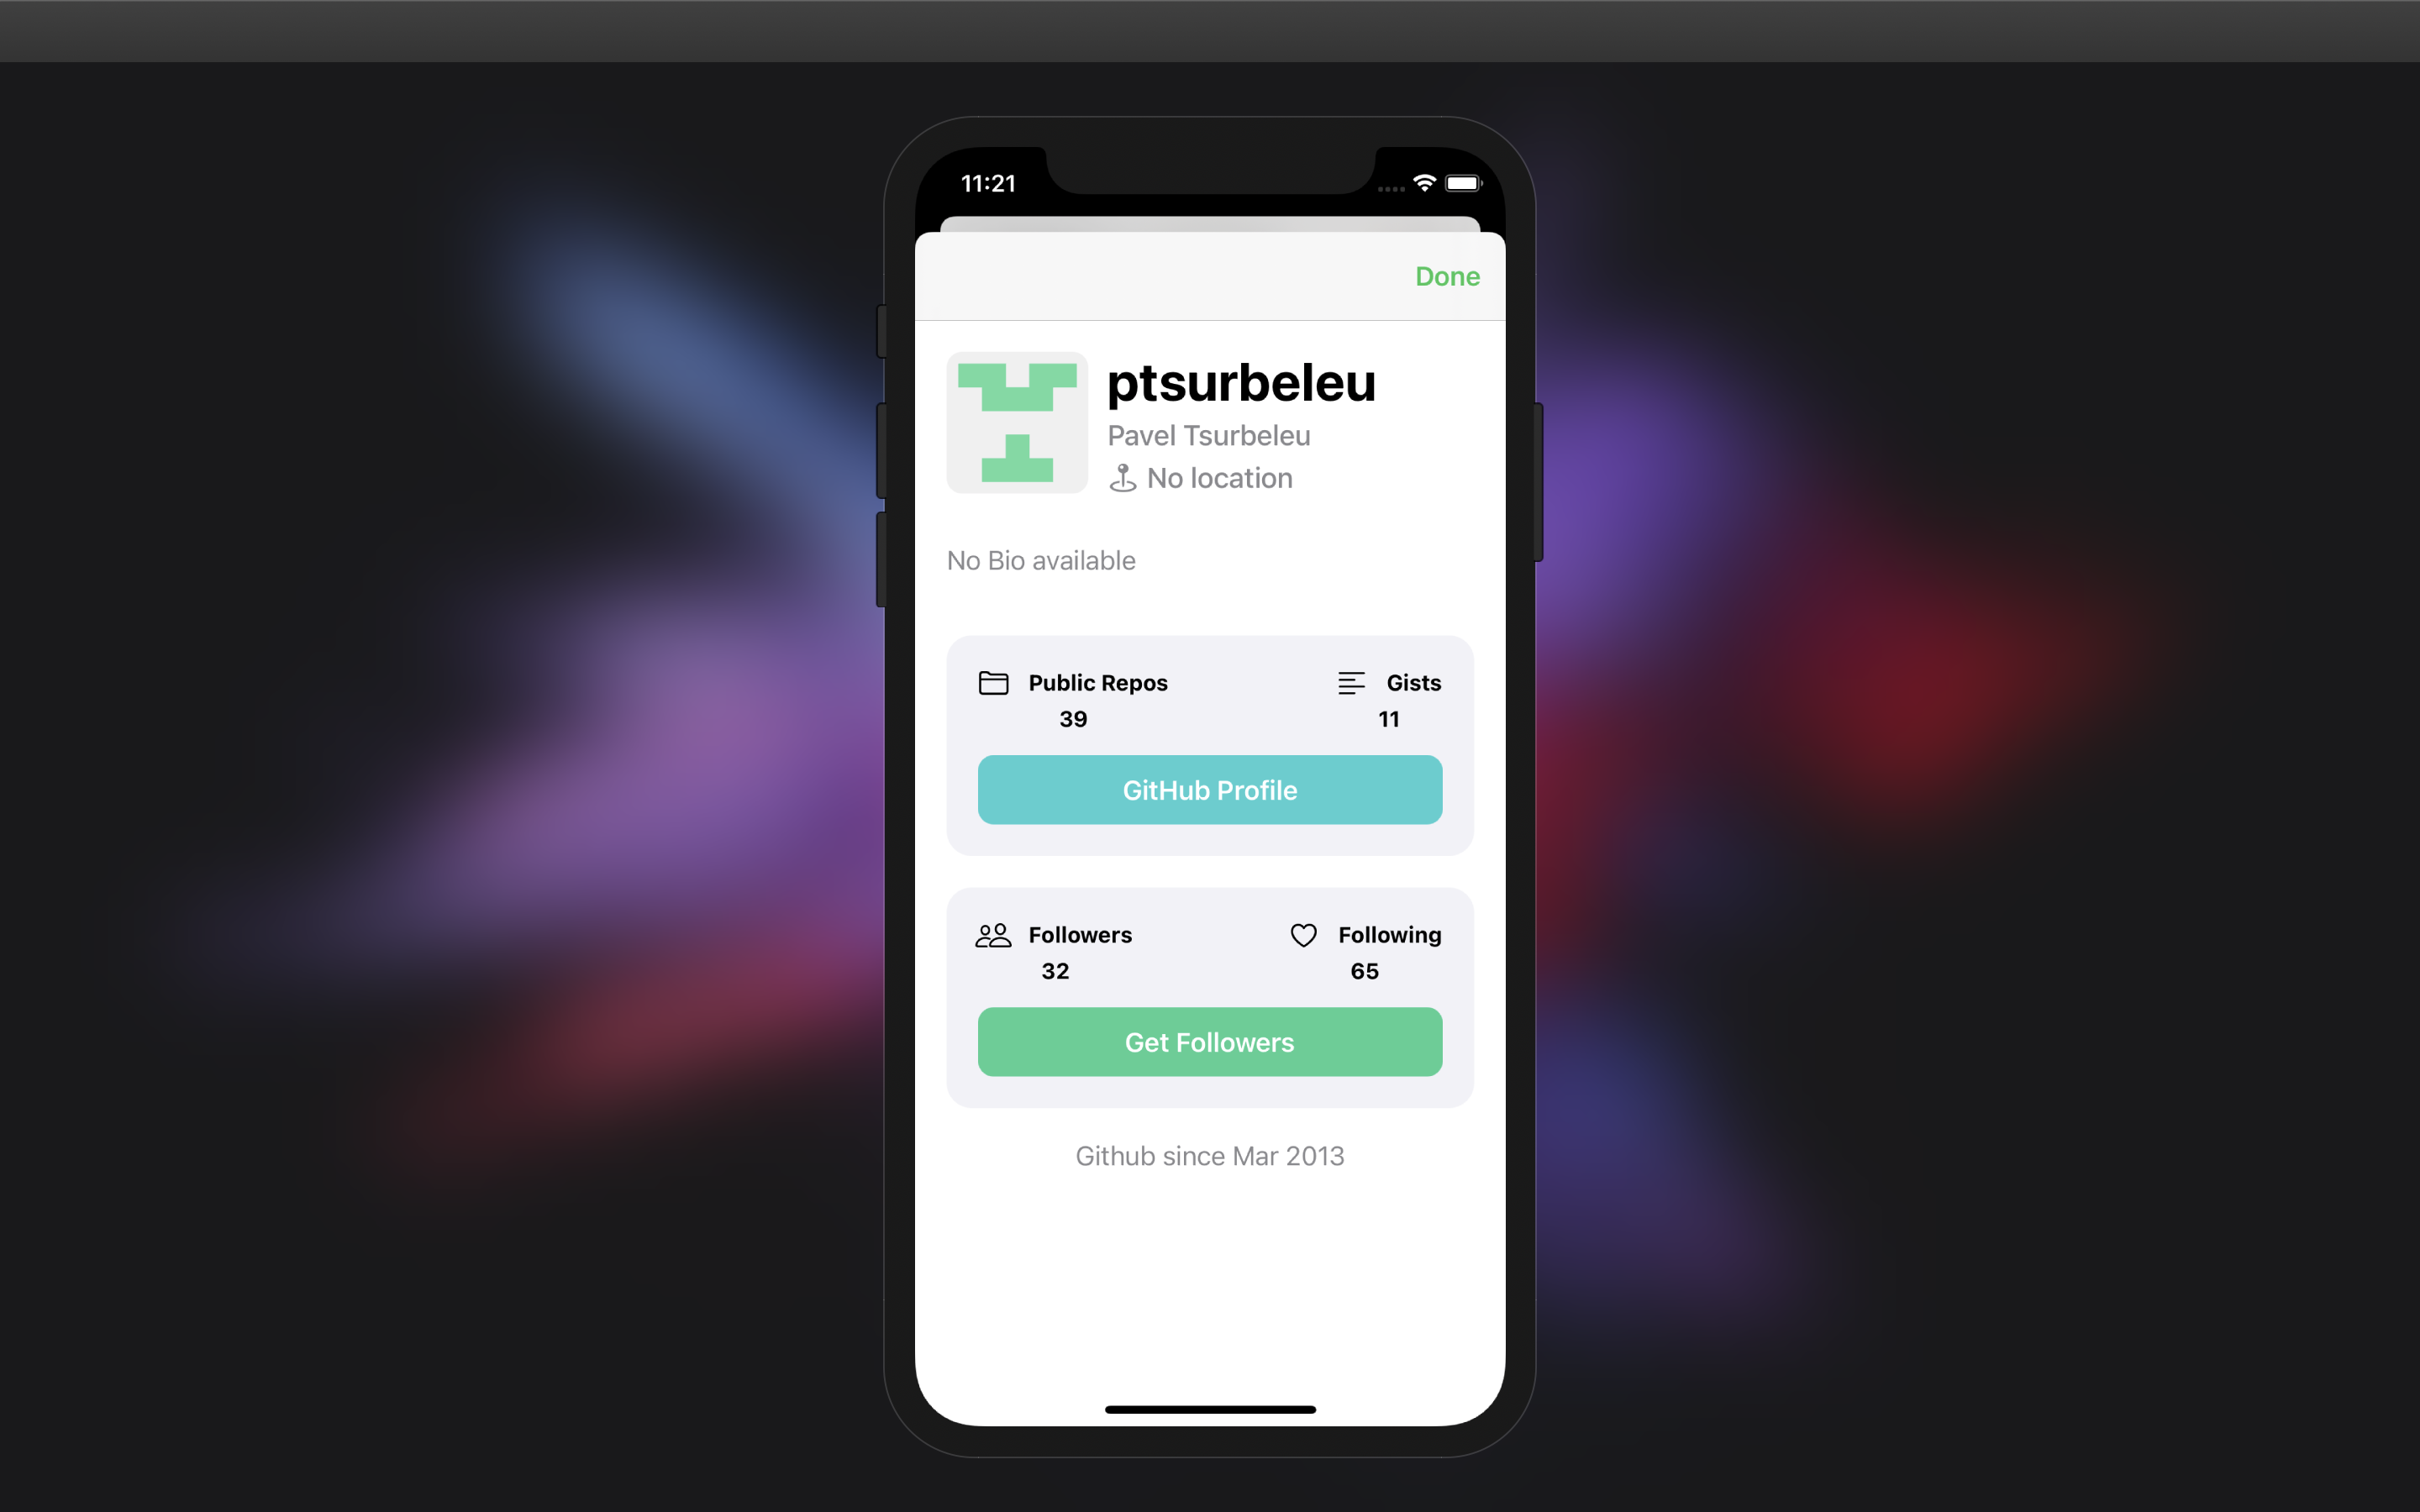 11:21
Done
ptsurbeleu
Pavel Tsurbeleu
No location
No Bio available
Public Repos
Gists
39
11
GitHub Profile
Followers
Following
32
65
Get Followers
Github since Mar 2013